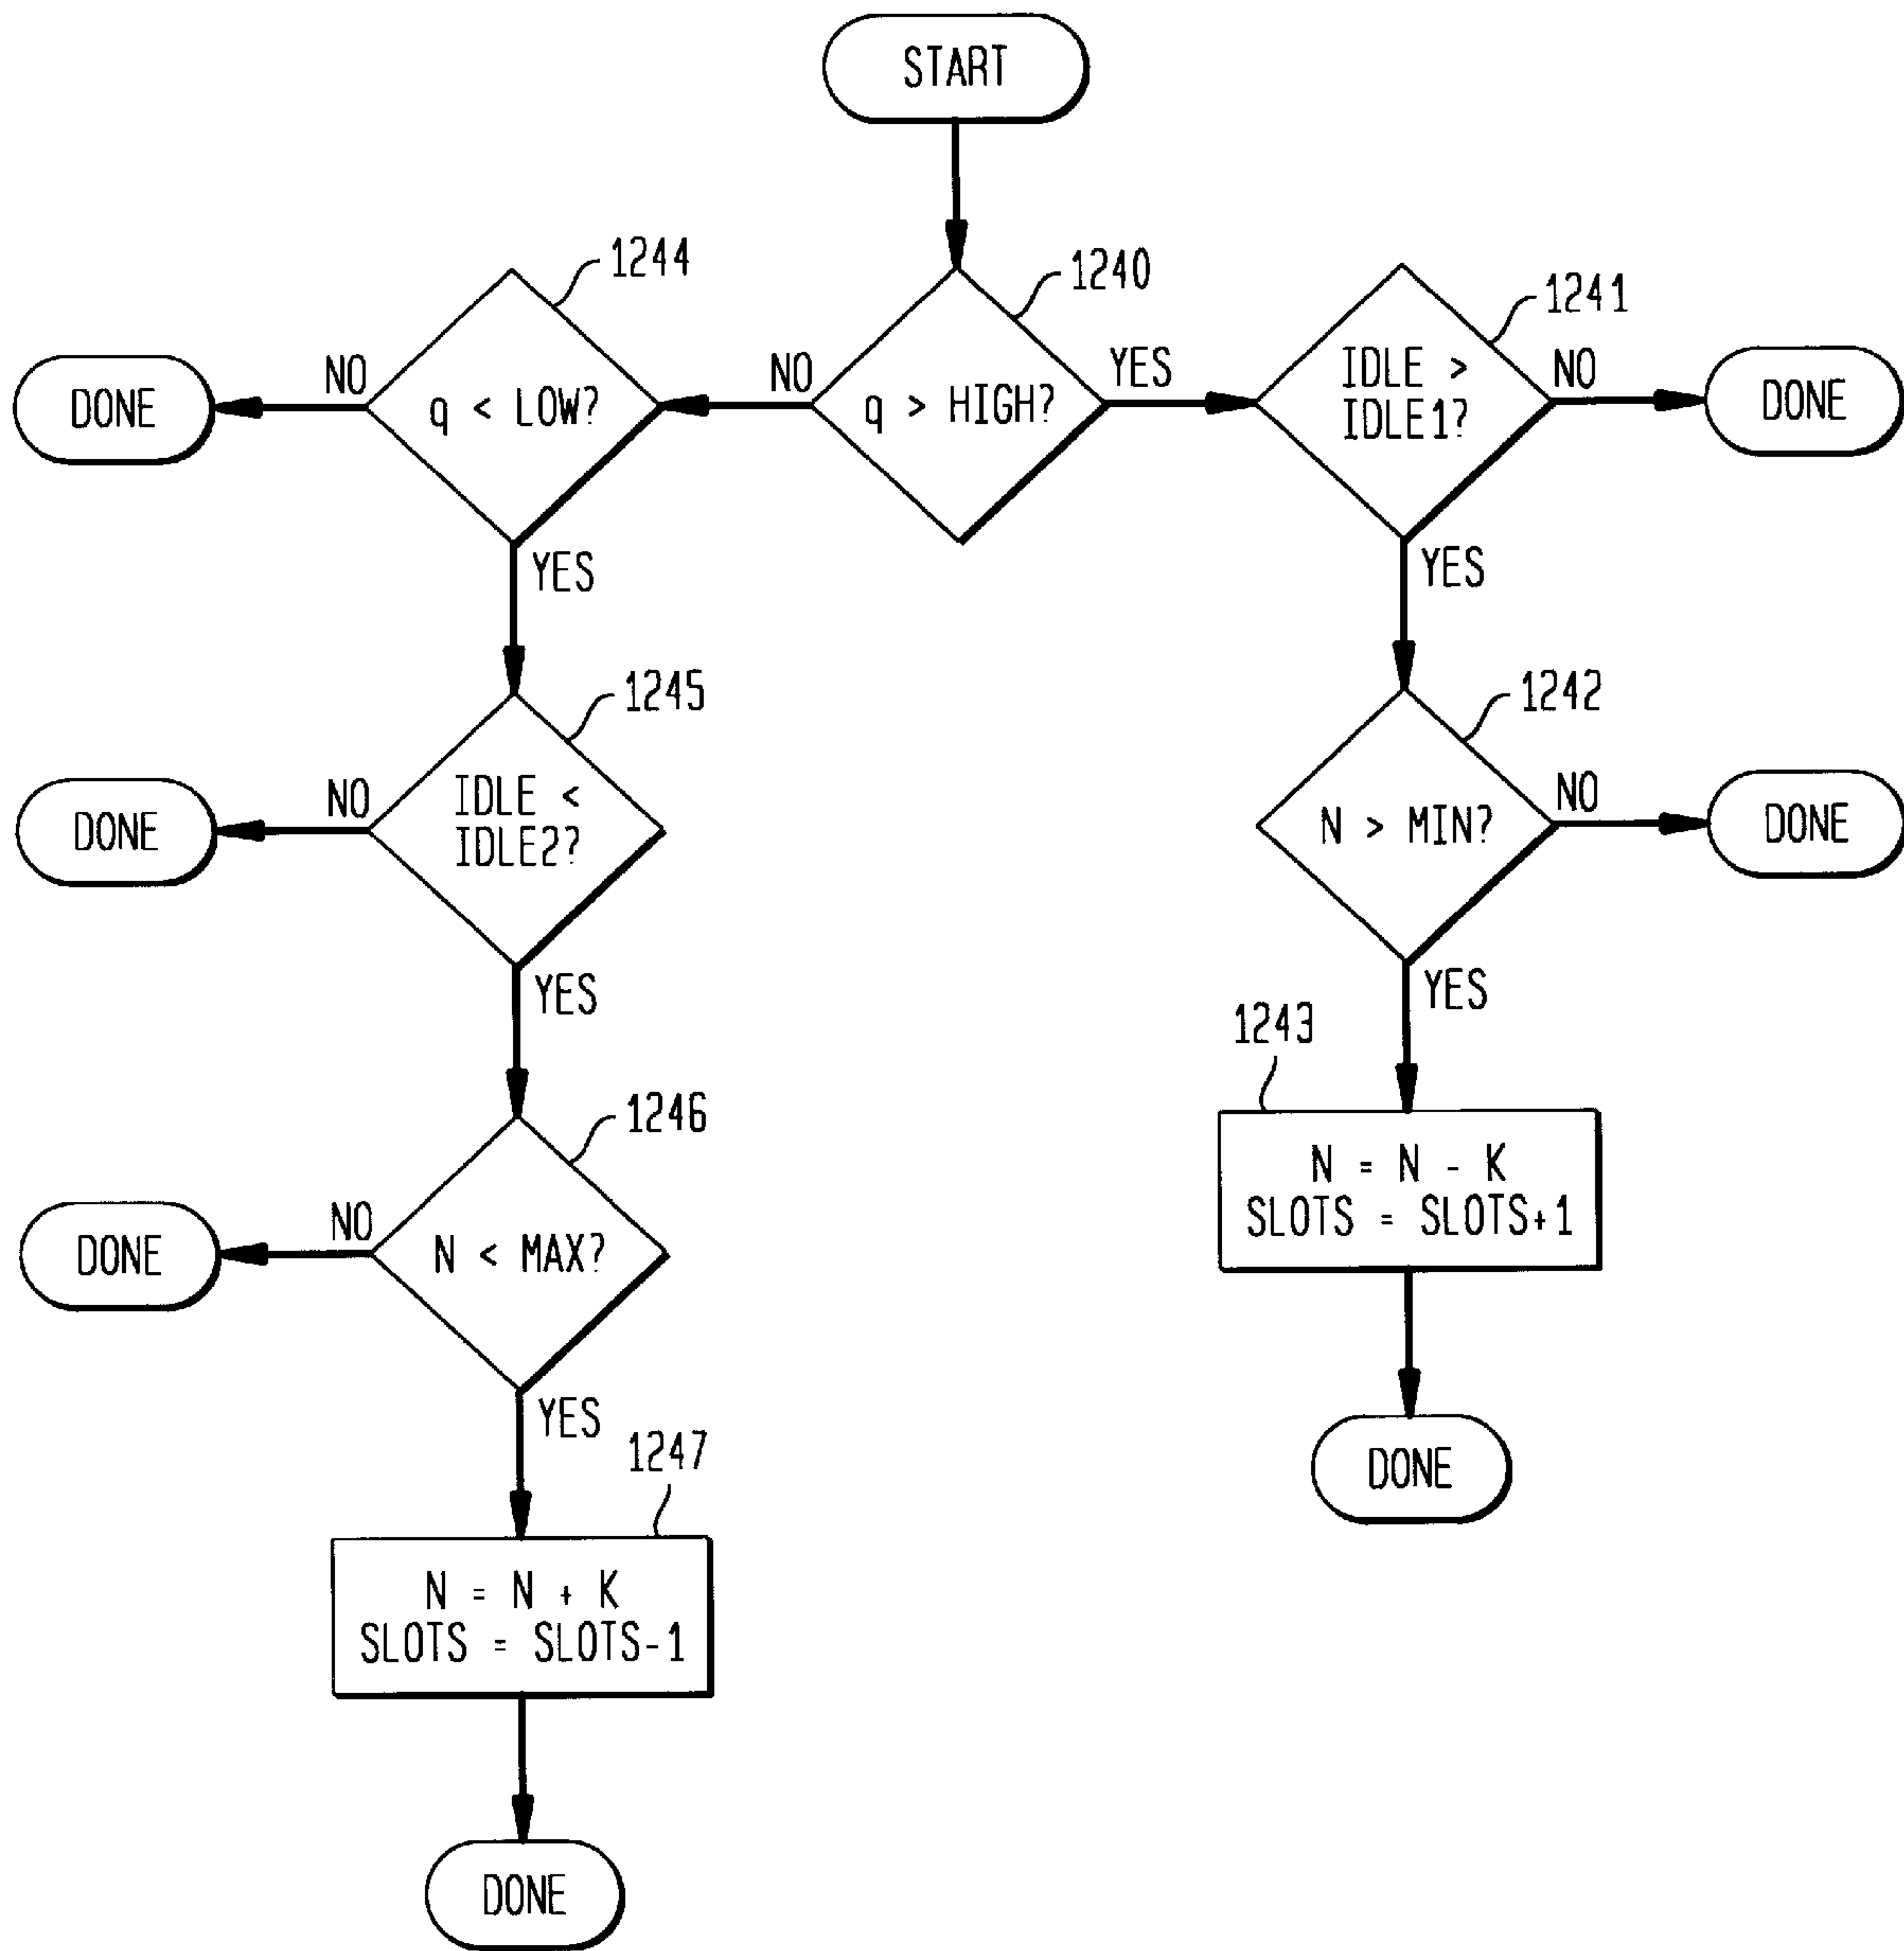 START
1244
1240
1241
NO
q < LOW?
DONE
NO
q > HIGH?
YES
IDLE >
IDLE1?
NO
DONE
YES
YES
1245
1242
NO
IDLE <
IDLE2?
DONE
N > MIN?
NO
DONE
YES
YES
1243
1246
N = N - K
SLOTS = SLOTS+1
NO
N < MAX?
DONE
YES
1247
DONE
N = N + K
SLOTS = SLOTS-1
DONE